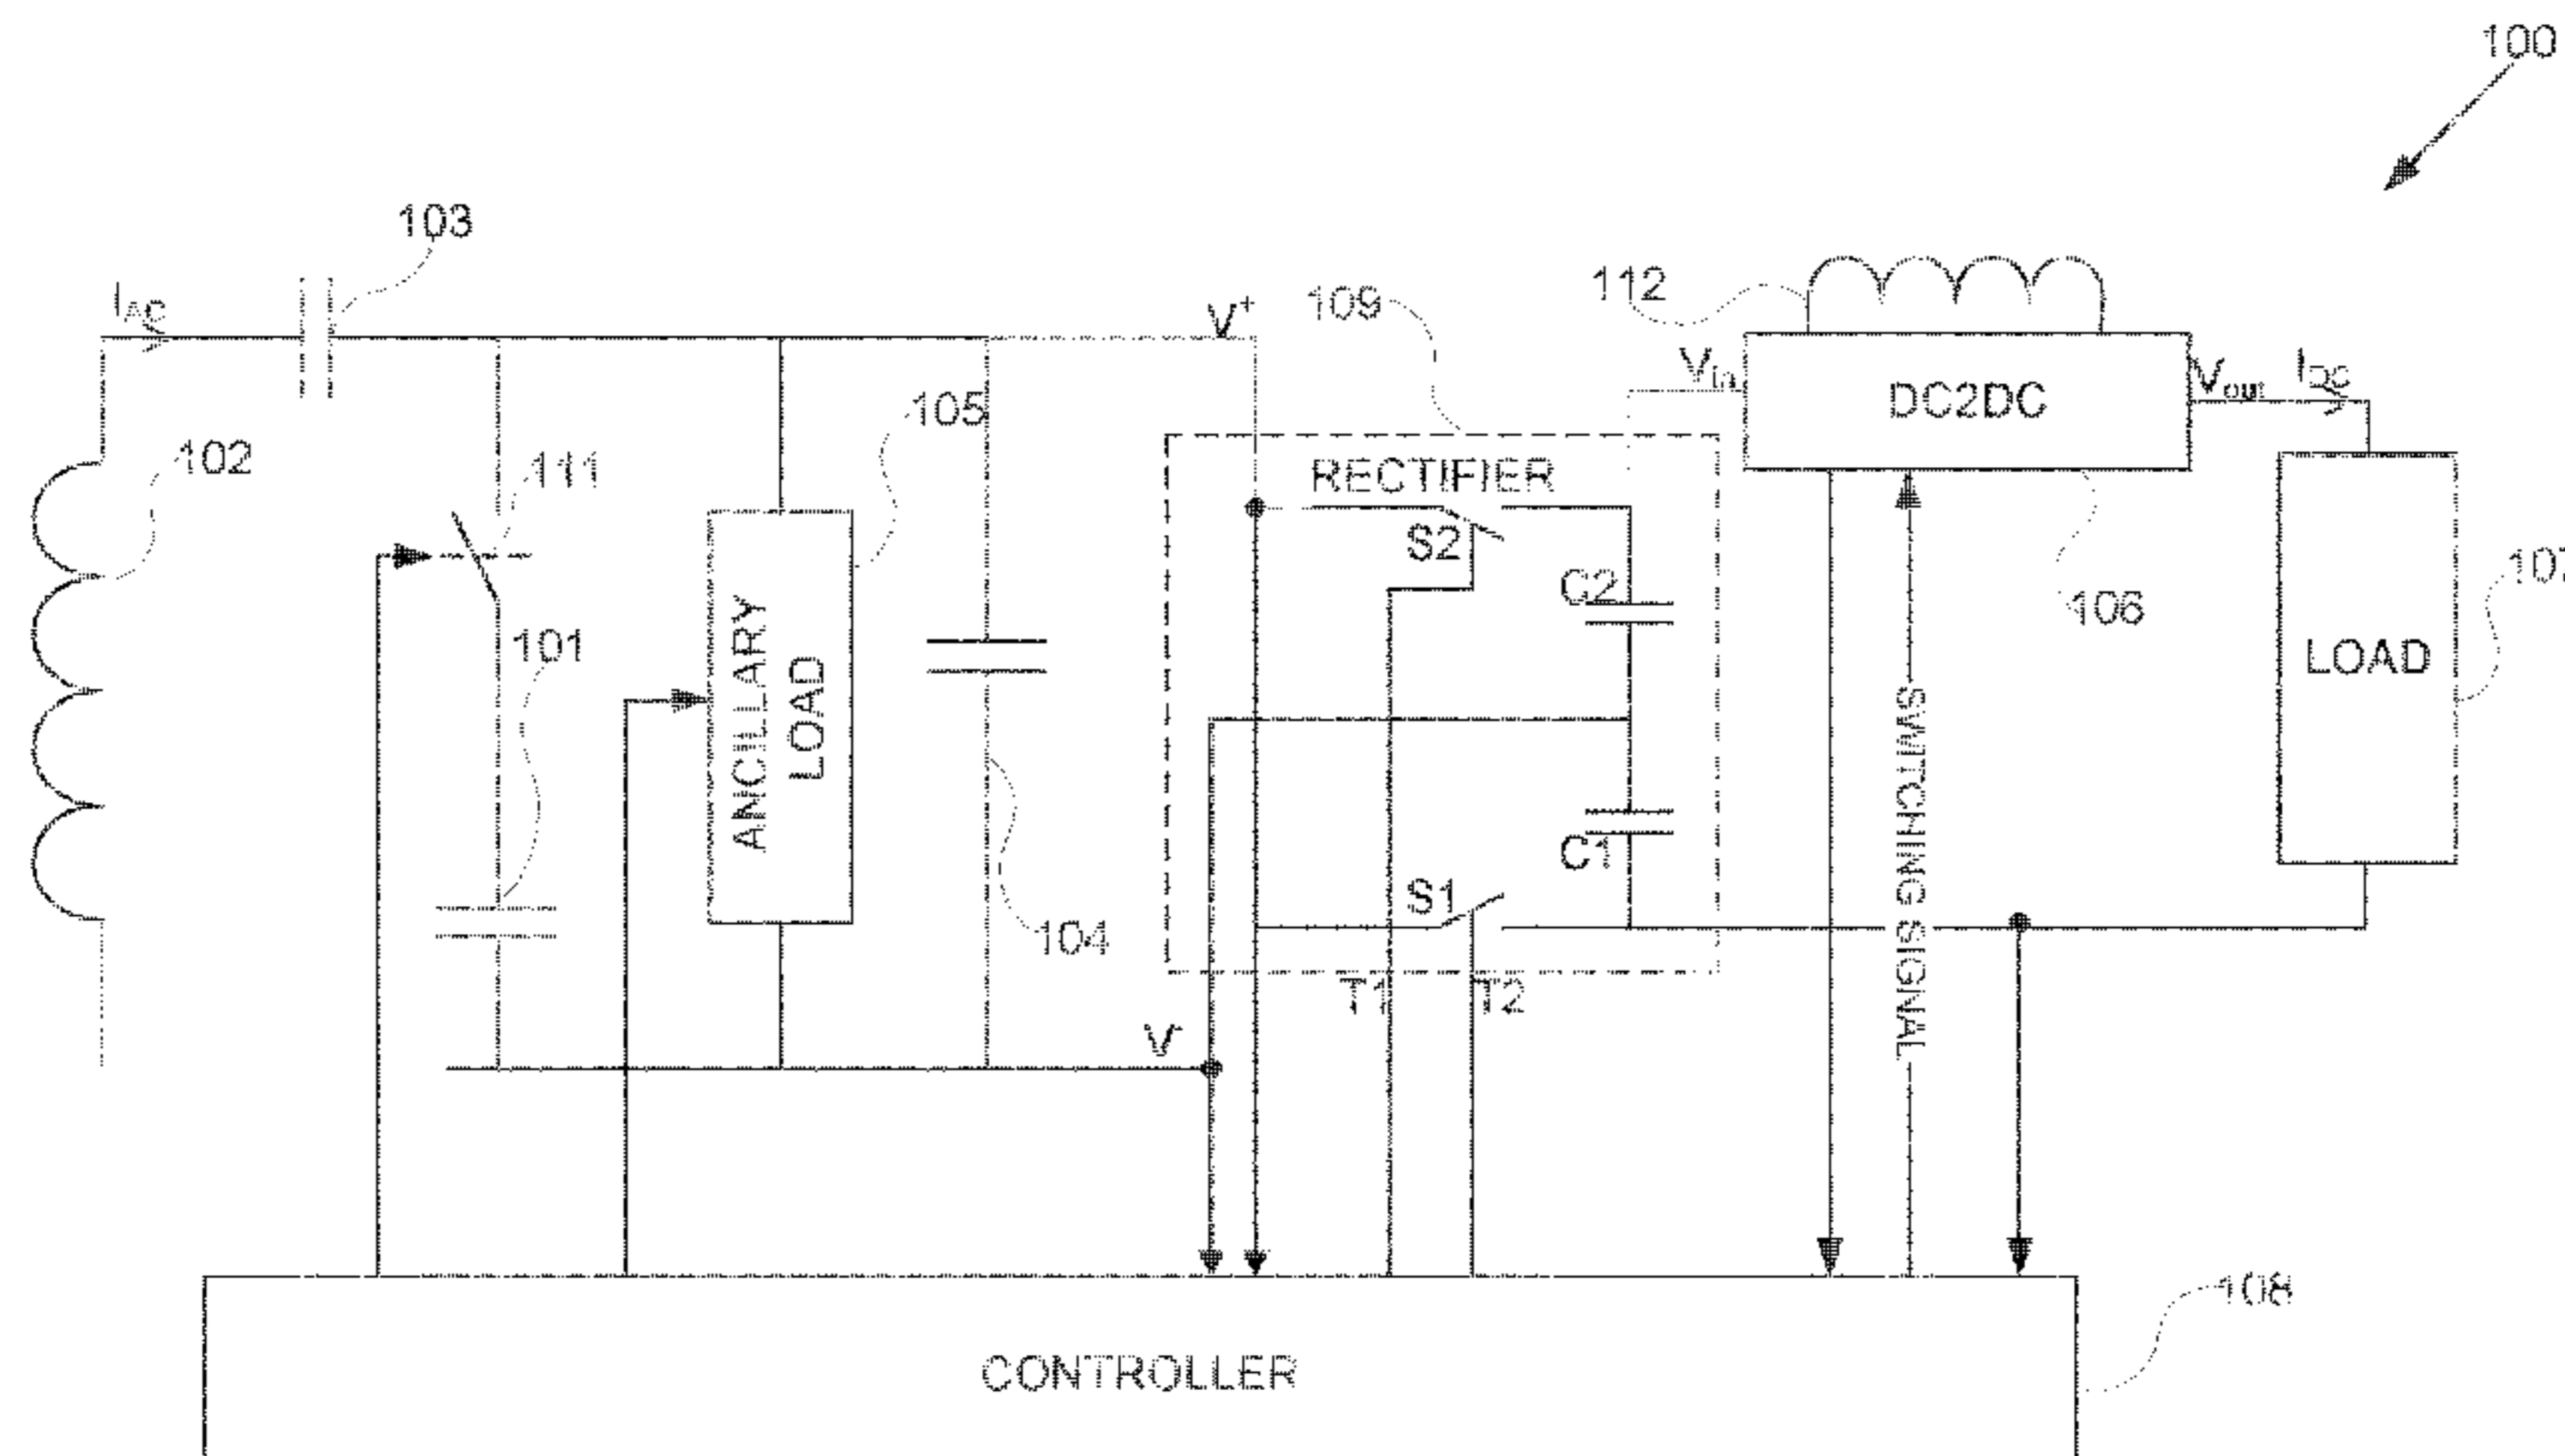 100
103
I_AC
V⁺
109
112
V_in
DC2DC
V_out
I_DC
102
111
105
RECTIFIER
S2
C2
106
107
LOAD
101
ANCILLARY
LOAD
104
C1
S1
SWITCHING SIGNAL
T1
T2
V⁻
108
CONTROLLER